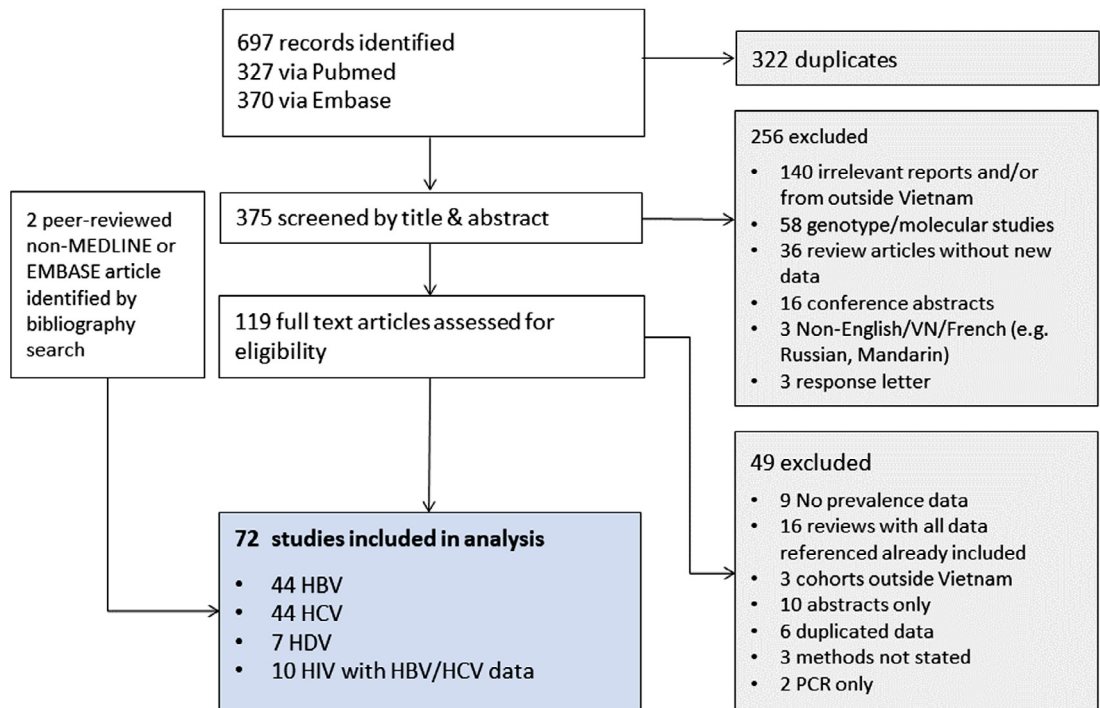 697 records identified
327 via Pubmed
370 via Embase
322 duplicates
375 screened by title & abstract
256 excluded
• 140 irrelevant reports and/or
from outside Vietnam
• 58 genotype/molecular studies
• 36 review articles without new
data
• 16 conference abstracts
• 3 Non-English/VN/French (e.g.
Russian, Mandarin)
• 3 response letter
2 peer-reviewed
non-MEDLINE or
EMBASE article
identified by
bibliography
search
119 full text articles assessed for
eligibility
49 excluded
• 9 No prevalence data
• 16 reviews with all data
referenced already included
• 3 cohorts outside Vietnam
• 10 abstracts only
• 6 duplicated data
• 3 methods not stated
• 2 PCR only
72 studies included in analysis
• 44 HBV
• 44 HCV
• 7 HDV
• 10 HIV with HBV/HCV data